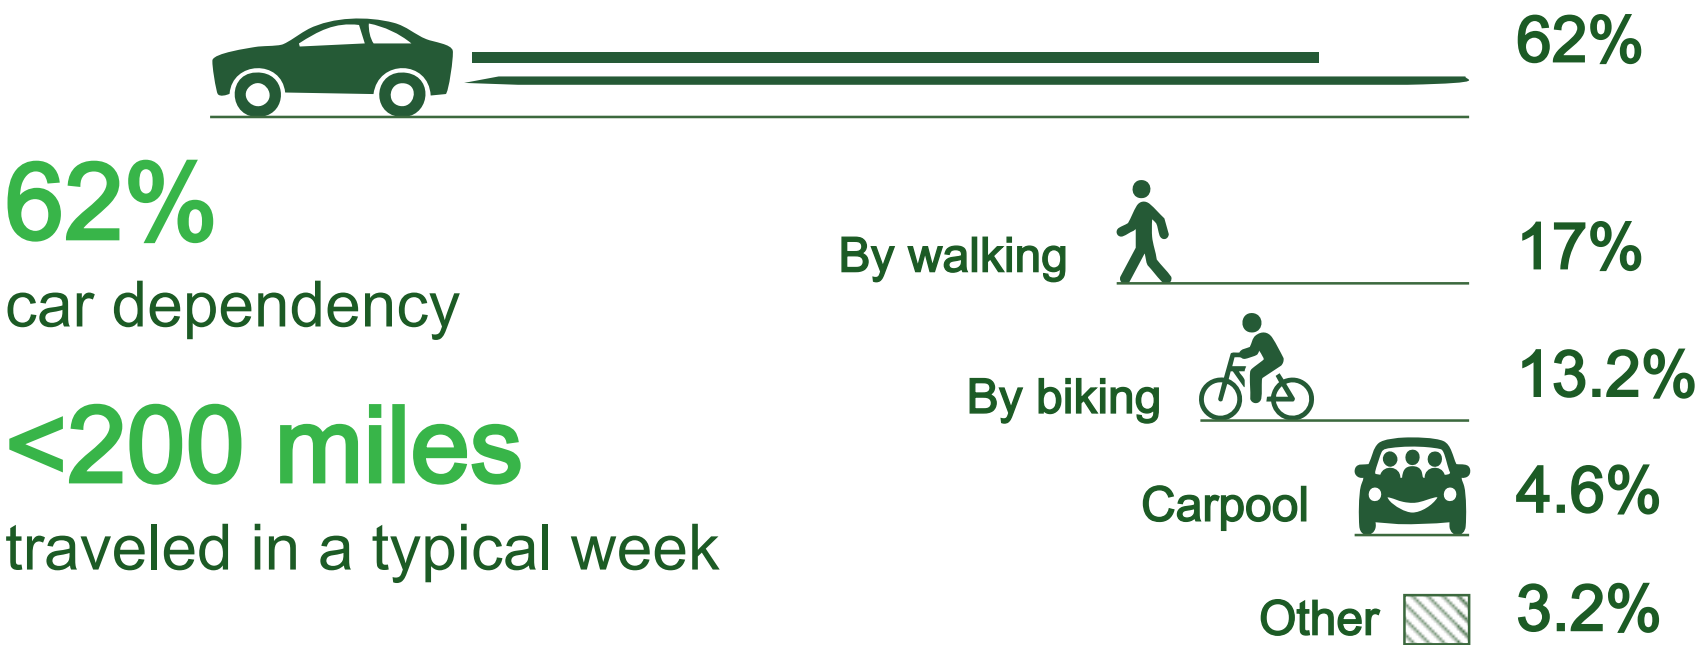 62%
62%
car dependency
<200 miles
traveled in a typical week
By walking 17%
By biking 13.2%
Carpool 4.6%
Other 3.2%